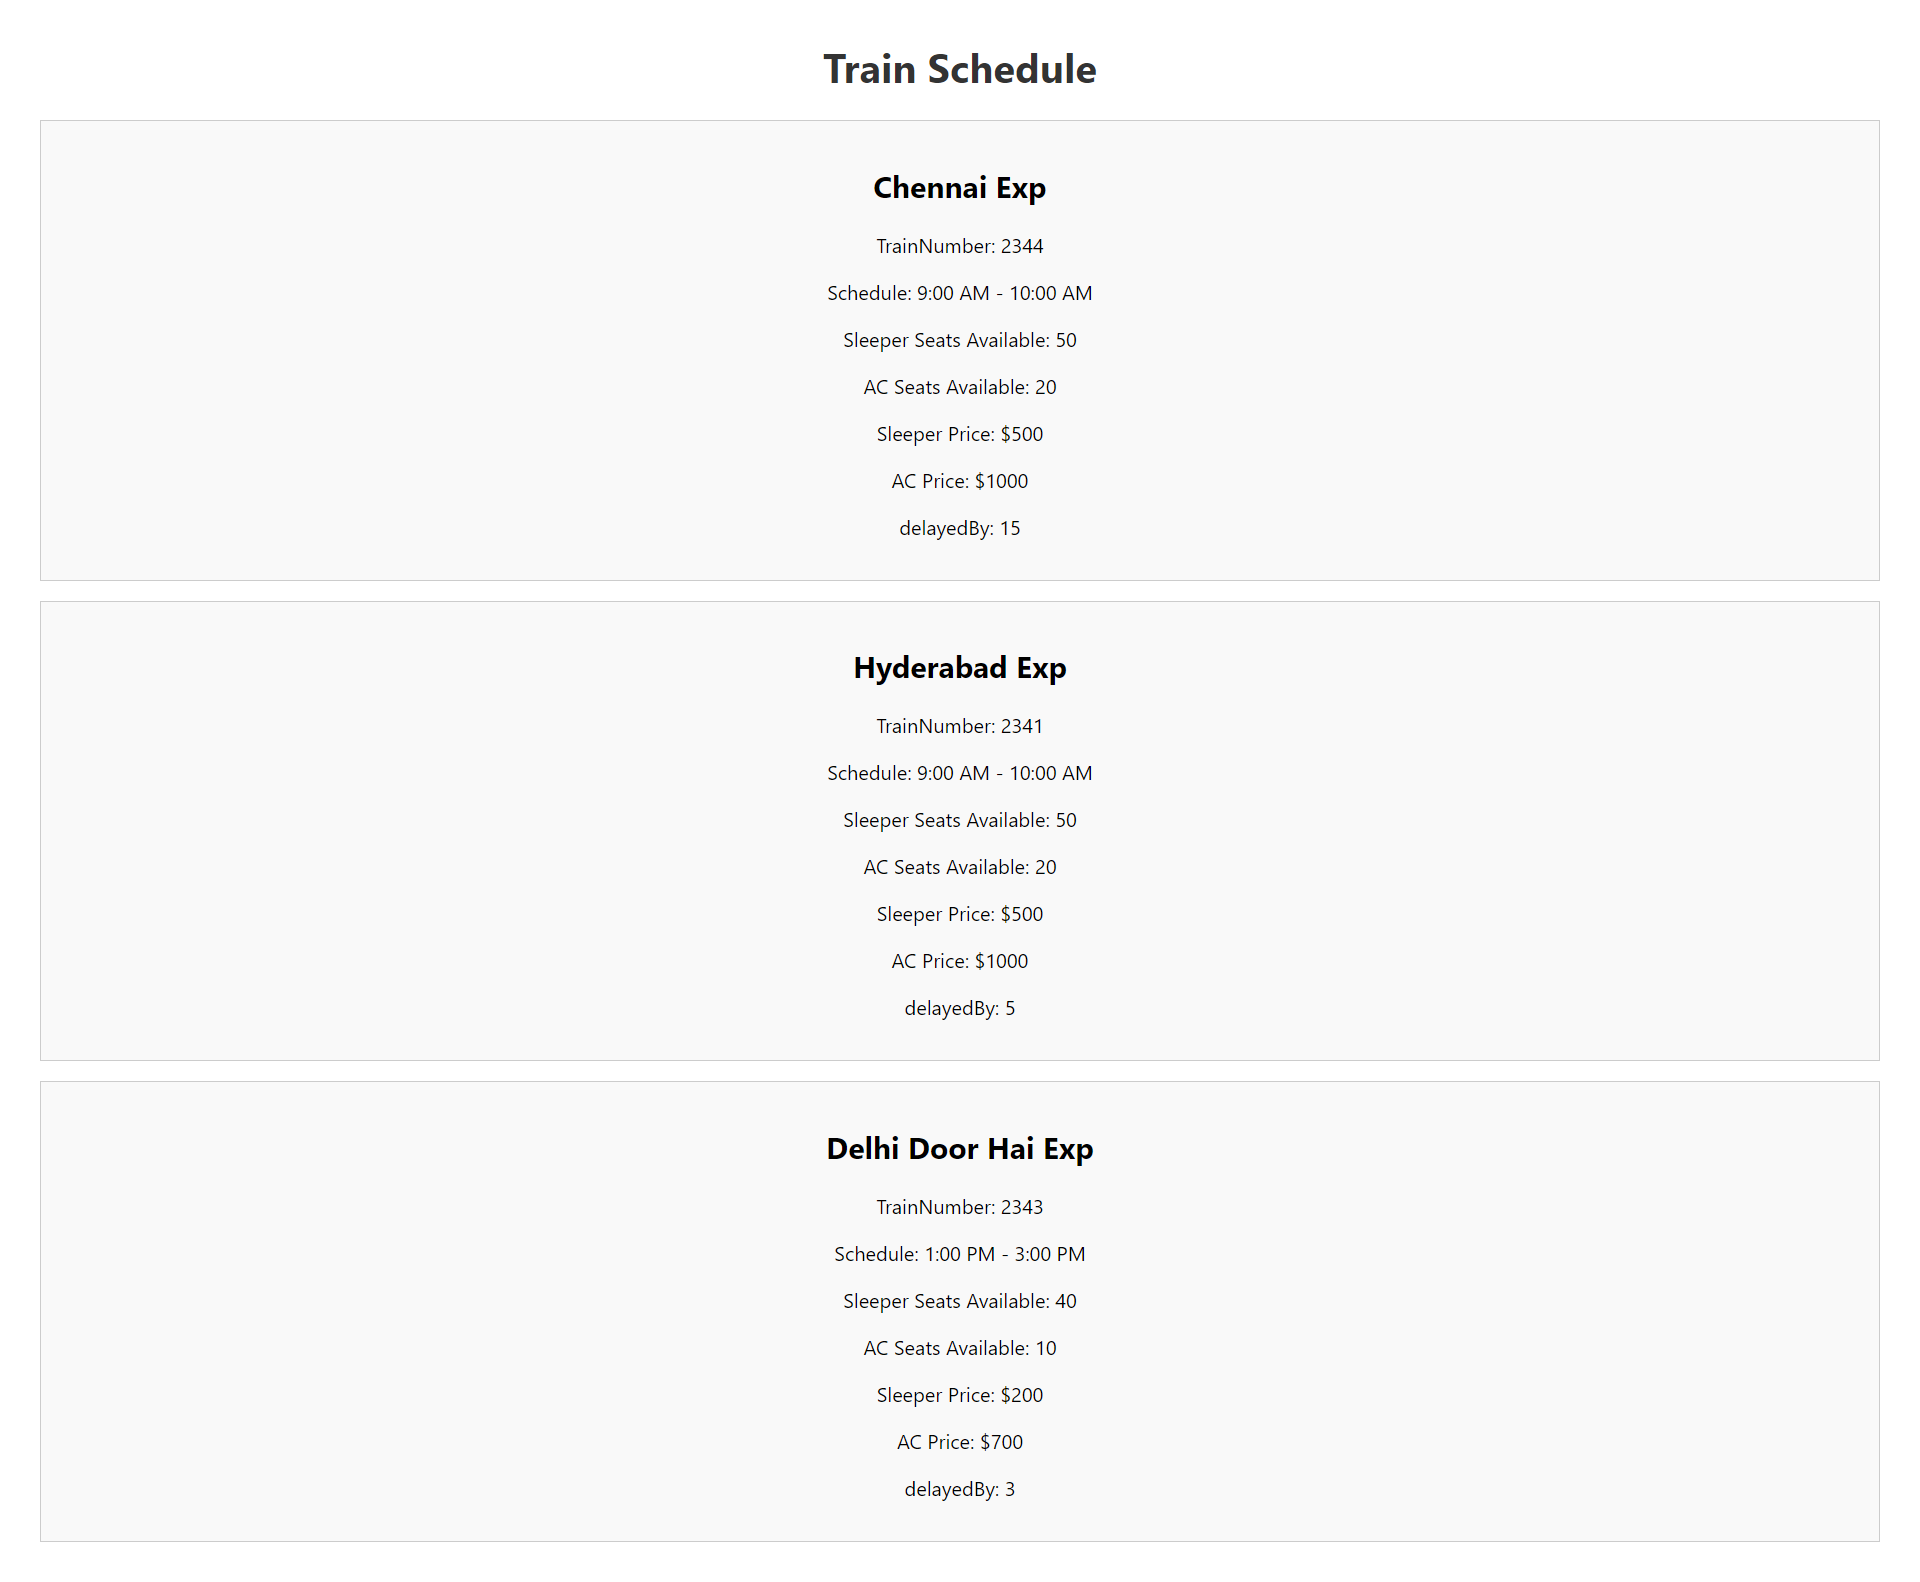 Train Schedule
Chennai Exp
TrainNumber: 2344
Schedule: 9:00 AM - 10:00 AM
Sleeper Seats Available: 50
AC Seats Available: 20
Sleeper Price: $500
AC Price: $1000
delayedBy: 15
Hyderabad Exp
TrainNumber: 2341
Schedule: 9:00 AM - 10:00 AM
Sleeper Seats Available: 50
AC Seats Available: 20
Sleeper Price: $500
AC Price: $1000
delayedBy: 5
Delhi Door Hai Exp
TrainNumber: 2343
Schedule: 1:00 PM - 3:00 PM
Sleeper Seats Available: 40
AC Seats Available: 10
Sleeper Price: $200
AC Price: $700
delayedBy: 3